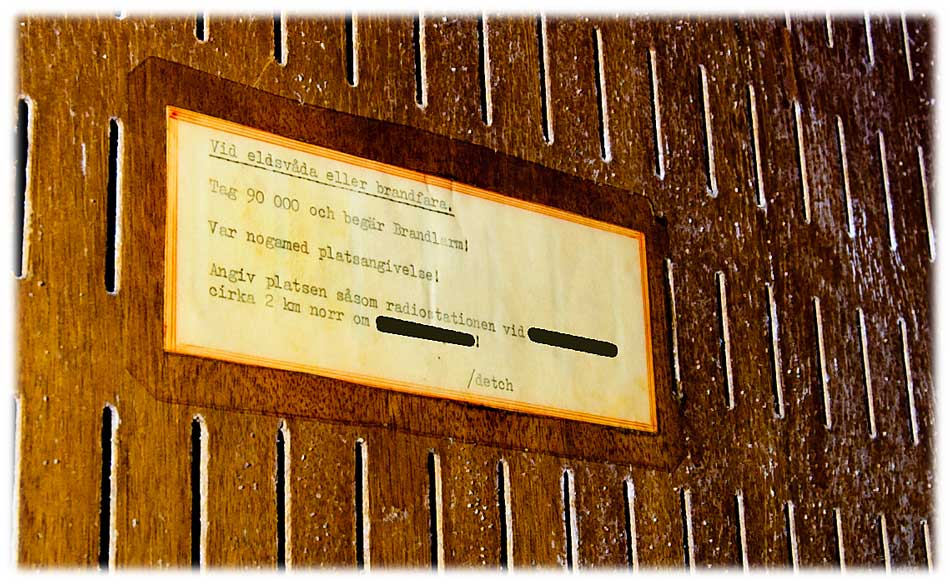 Vid eldsvåda eller brandfara.
Tag 90 000 och begär Brandlarm!
Var nogamed platsangivelse!
Angiv platsen såsom radiostationen vid
cirka 2 km norr om !
/detch